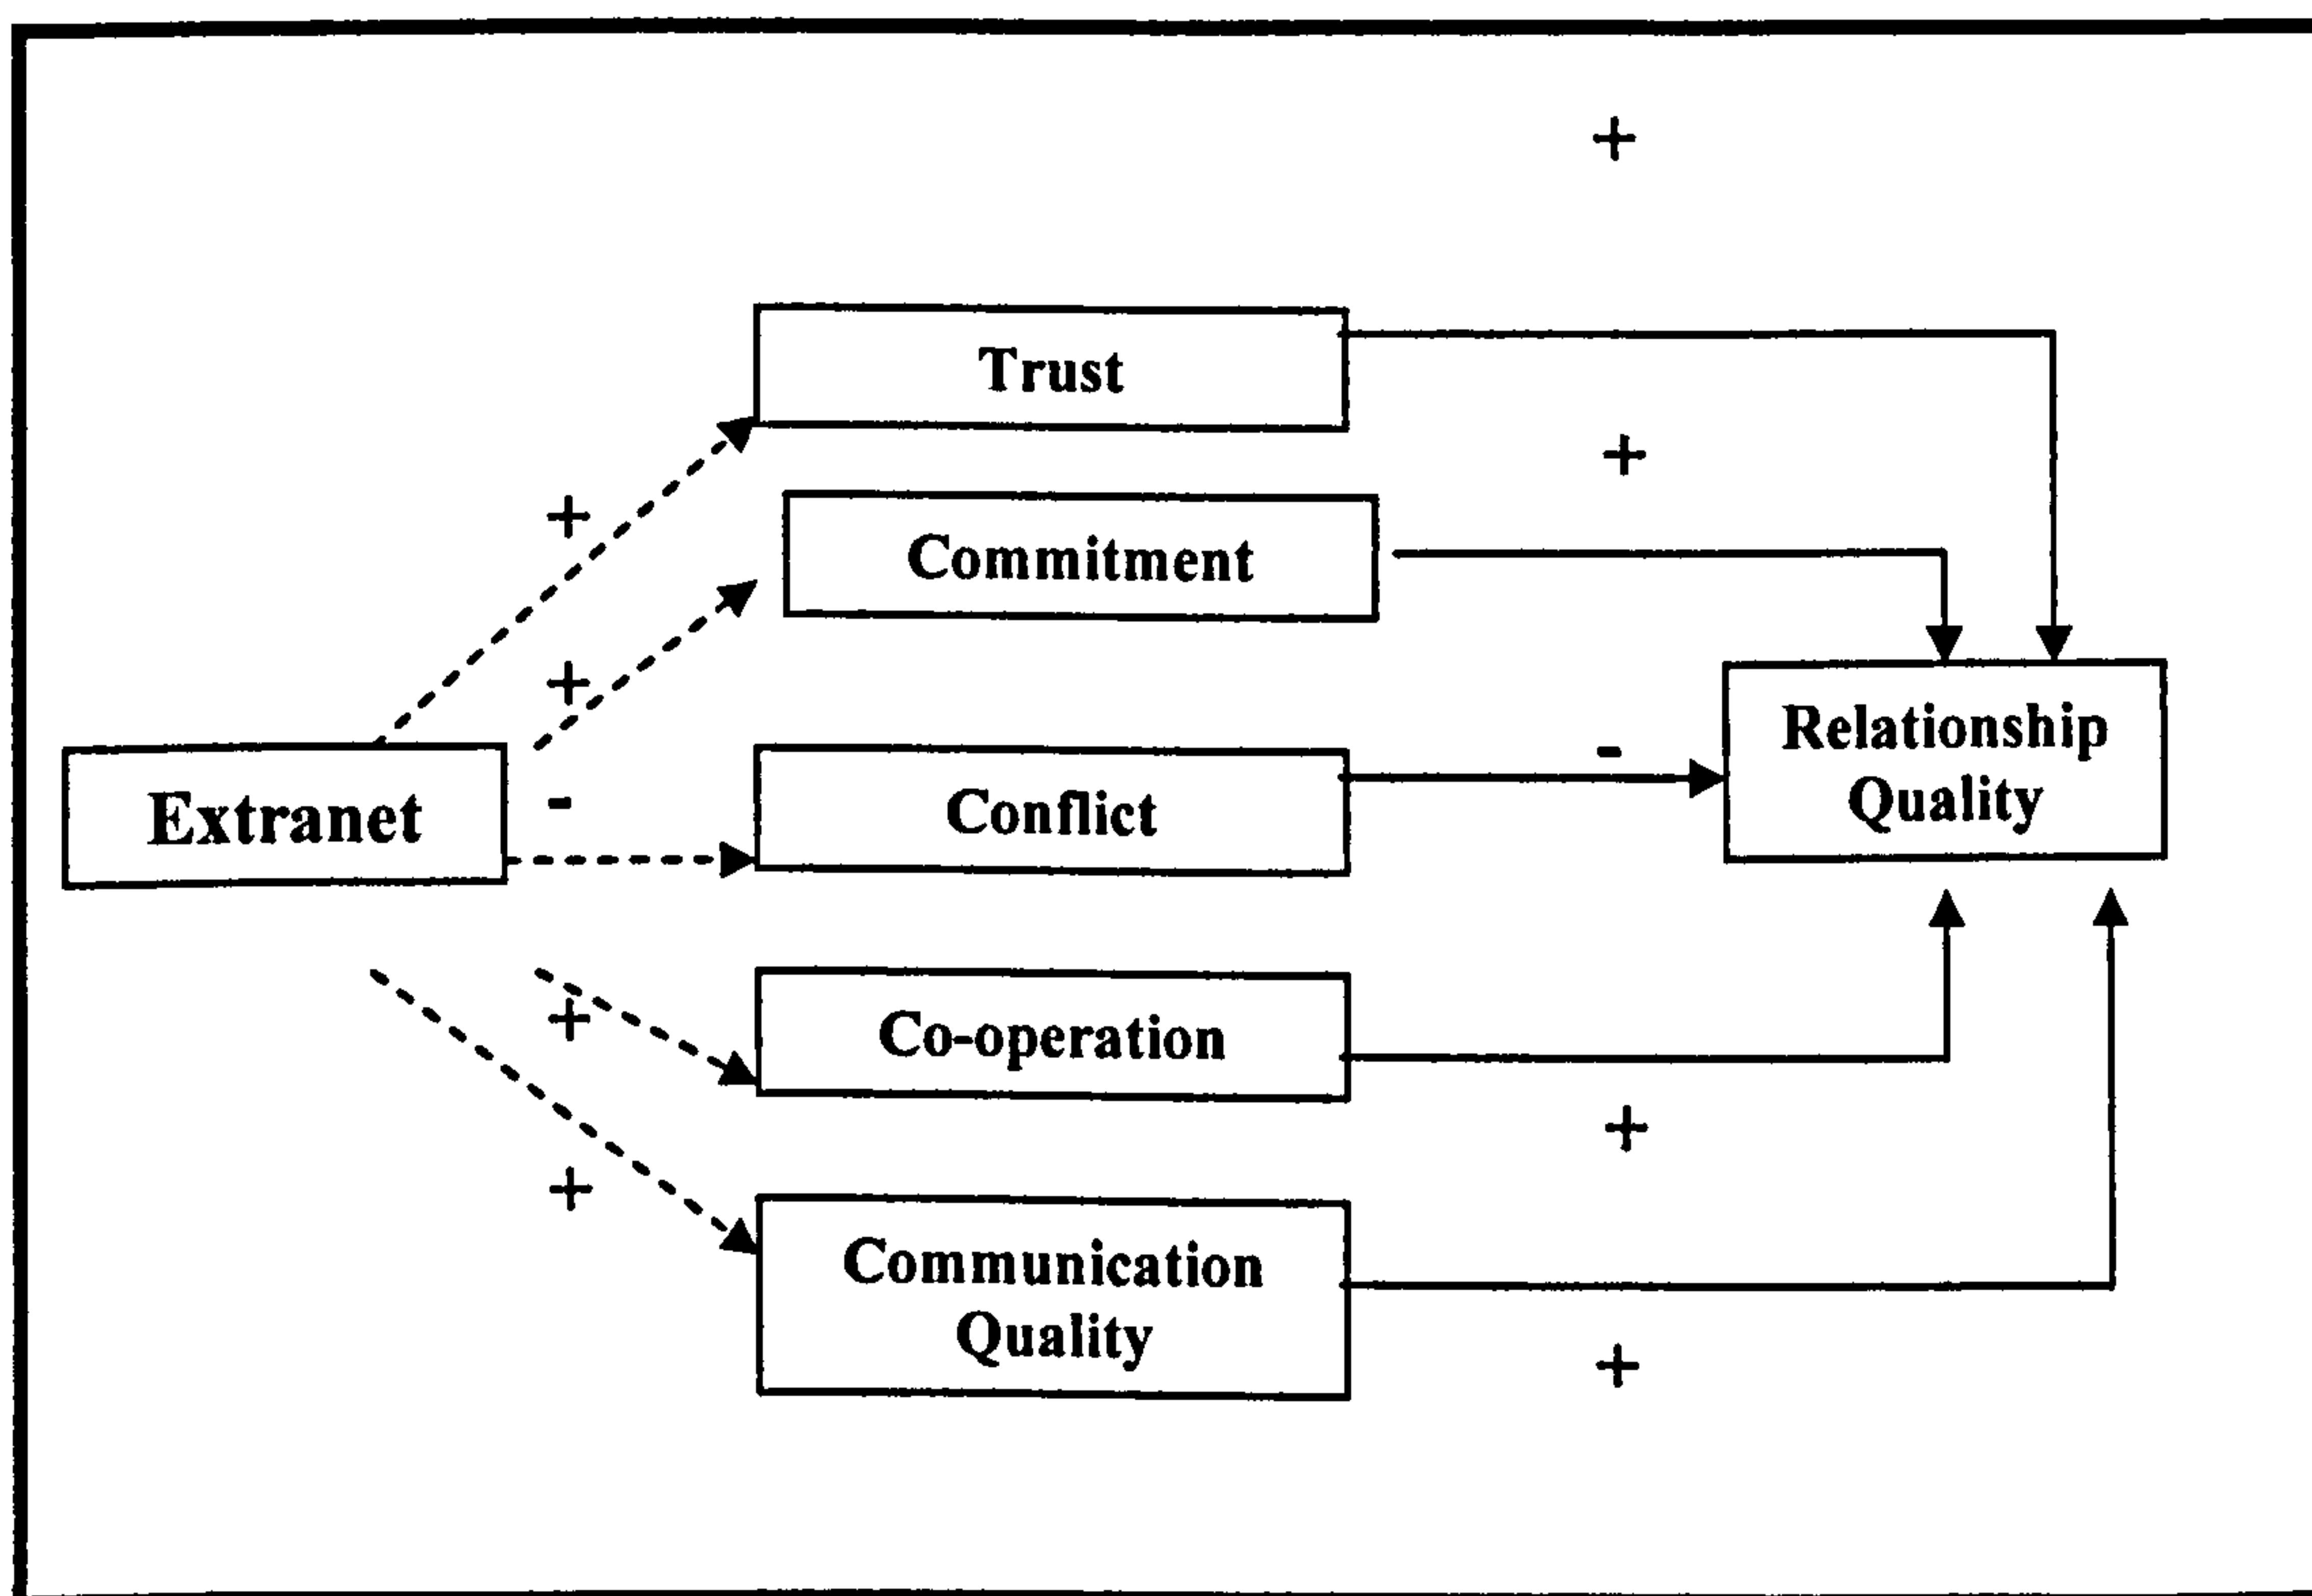 +
Trust
+
+
Commitment
+
Relationship
Quality
-
-
Extranet
Conflict
+
Co-operation
+
+
Communication
Quality
+